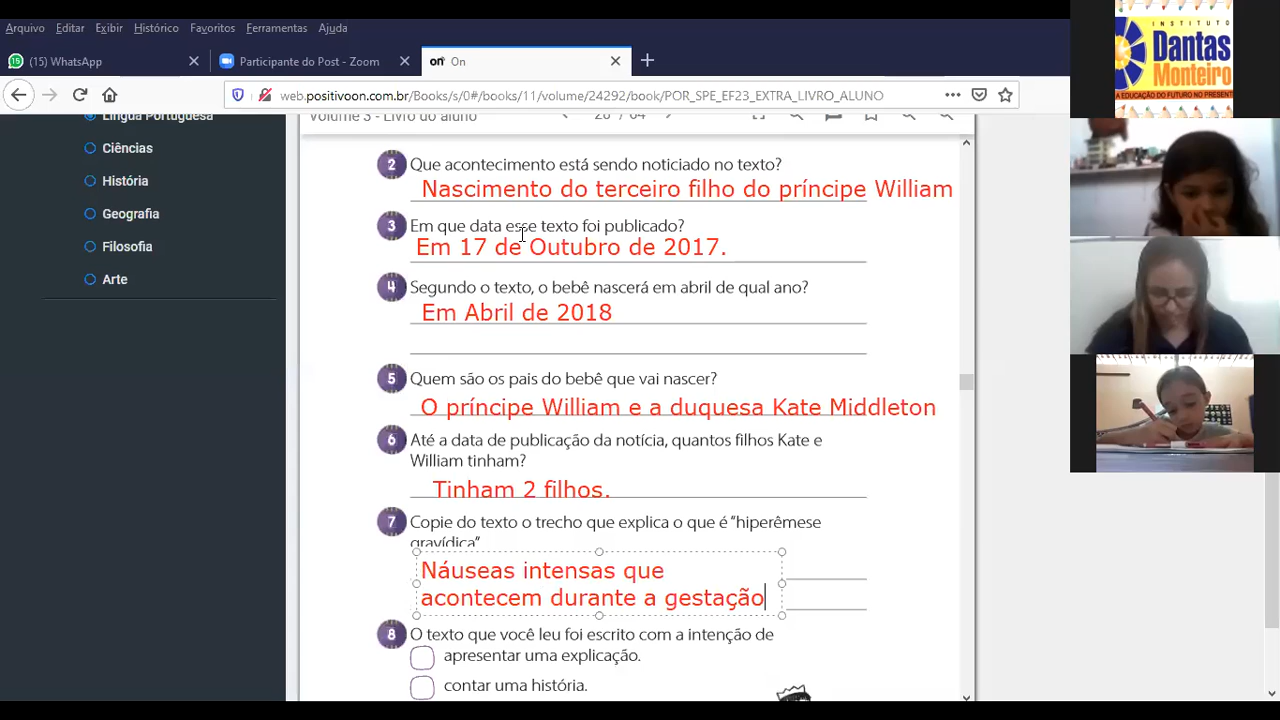 Arquivo Editar Exibir Histórico Favoritos Ferramentas Ajuda
(15) WhatsApp
Participante do Post - Zoom
on On
web.positivoon.com.br/
/volume/24292/book/POR_SPE_EF23_EXTRA_LIVRO_ALUNO
INSTITUTO
Dantas
Monteiro
A EDUCAÇÃO DO FUTURO NO PRESENT
Língua Portuguesa
Ciências
História
Geografia
Filosofia
Arte
Volume 3 - Livro do aluno
28 / 64
2 Que acontecimento está sendo noticiado no texto?
Nascimento do terceiro filho do príncipe William
3 Em que data esse texto foi publicado?
Em 17 de Outubro de 2017.
4 Segundo o texto, o bebê nascerá em abril de qual ano?
Em Abril de 2018
5 Quem são os pais do bebê que vai nascer?
O príncipe William e a duquesa Kate Middleton
6 Até a data de publicação da notícia, quantos filhos Kate e
William tinham?
Tinham 2 filhos.
7 Copie do texto o trecho que explica o que é “hiperêmese
gravídica”
Náuseas intensas que
acontecem durante a gestação
8 O texto que você leu foi escrito com a intenção de
apresentar uma explicação.
contar uma história.